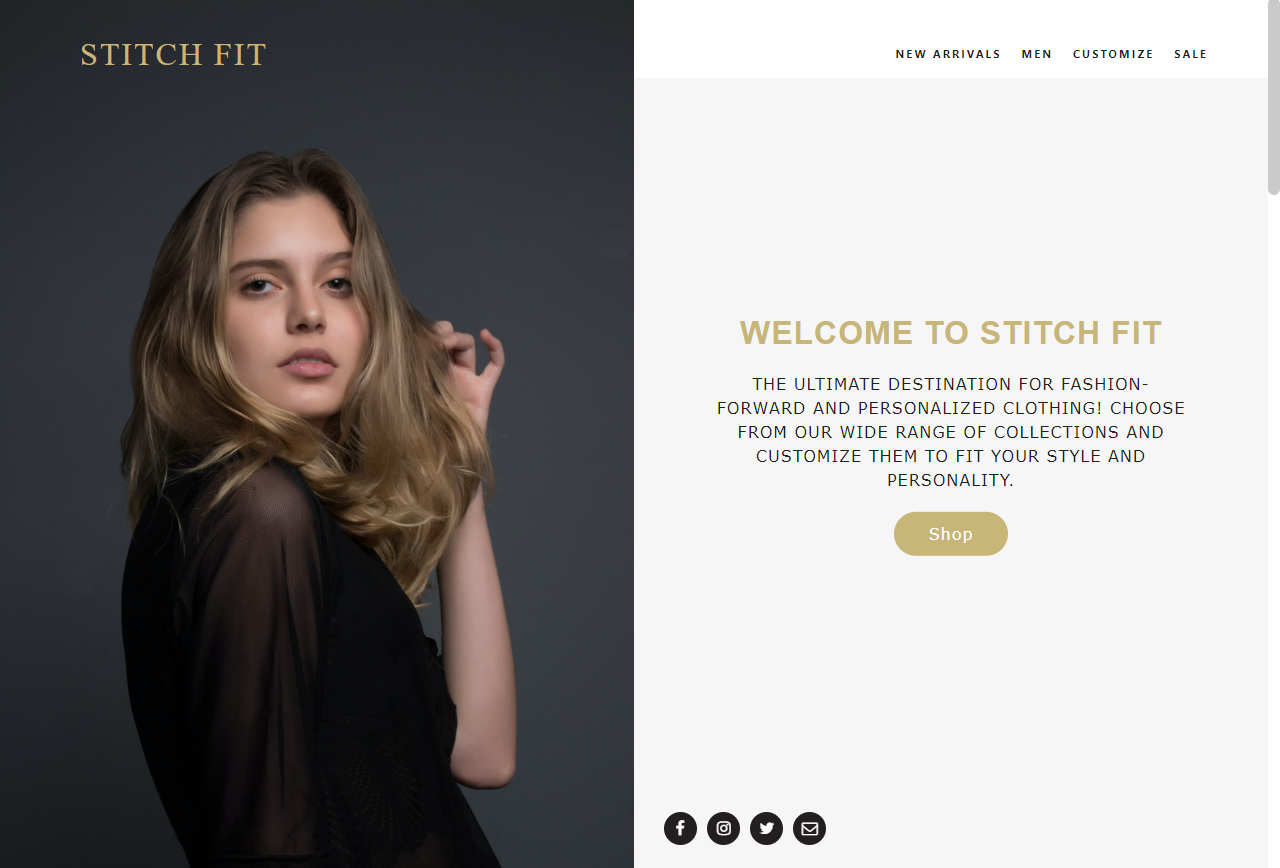 STITCH FIT
NEW ARRIVALS MEN CUSTOMIZE SALE
WELCOME TO STITCH FIT
THE ULTIMATE DESTINATION FOR FASHION-
FORWARD AND PERSONALIZED CLOTHING! CHOOSE
FROM OUR WIDE RANGE OF COLLECTIONS AND
CUSTOMIZE THEM TO FIT YOUR STYLE AND
PERSONALITY.
Shop